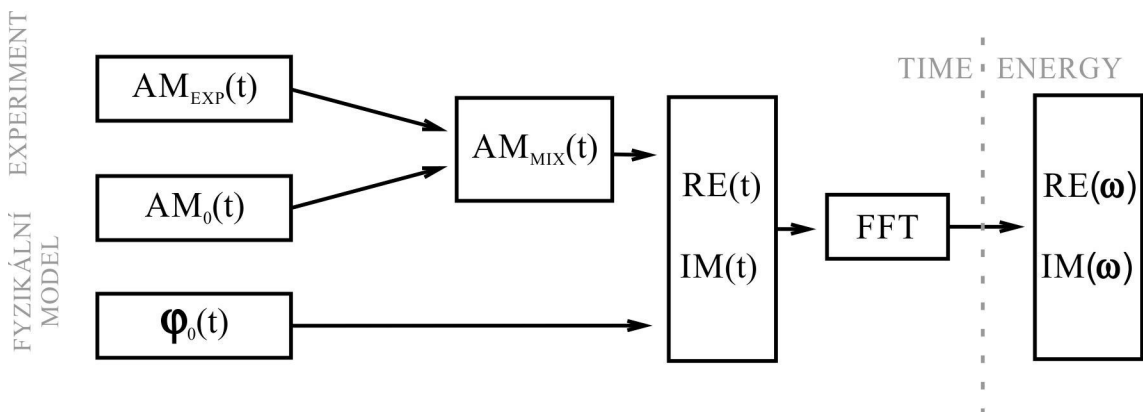 EXPERIMENT
FYZIKÁLNÍ
MODEL
AM_EXP(t)
AM_0(t)
φ_0(t)
AM_MIX(t)
RE(t)
IM(t)
FFT
TIME
ENERGY
RE(ω)
IM(ω)